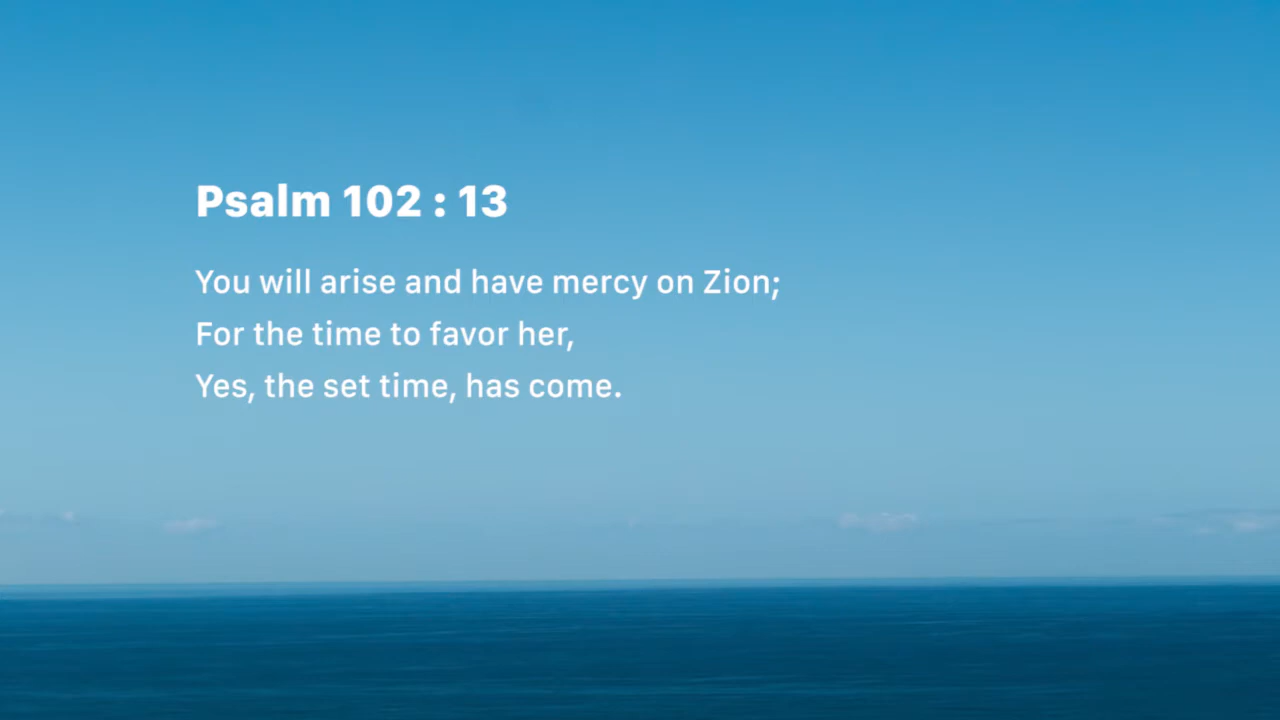 Psalm 102 : 13
You will arise and have mercy on Zion;
For the time to favor her,
Yes, the set time, has come.